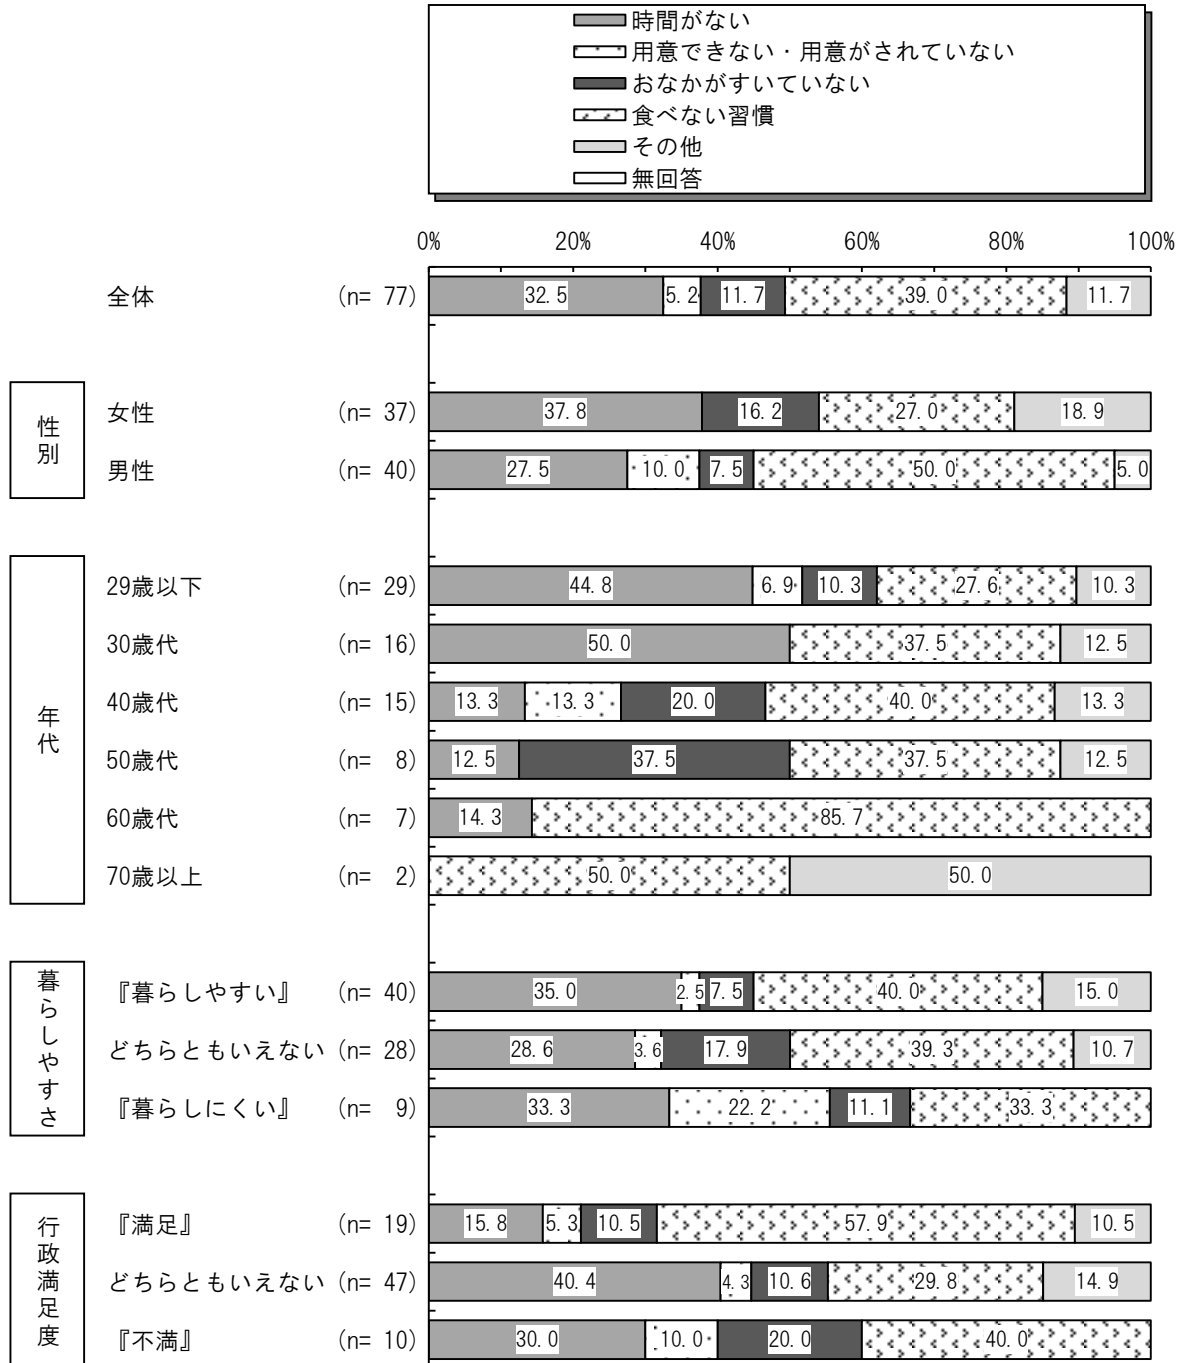 時間がない
用意できない・用意がされていない
おなかがすいていない
食べない習慣
その他
無回答
0% 20% 40% 60% 80% 100%
全体 (n= 77) 32.5 5.2 11.7 39.0 11.7
性別
女性 (n= 37) 37.8 16.2 27.0 18.9
男性 (n= 40) 27.5 10.0 7.5 50.0 5.0
年代
29歳以下 (n= 29) 44.8 6.9 10.3 27.6 10.3
30歳代 (n= 16) 50.0 37.5 12.5
40歳代 (n= 15) 13.3 13.3 20.0 40.0 13.3
50歳代 (n= 8) 12.5 37.5 37.5 12.5
60歳代 (n= 7) 14.3 85.7
70歳以上 (n= 2) 50.0 50.0
暮らしやすさ
『暮らしやすい』 (n= 40) 35.0 2.5 7.5 40.0 15.0
どちらともいえない (n= 28) 28.6 3.6 17.9 39.3 10.7
『暮らしにくい』 (n= 9) 33.3 22.2 11.1 33.3
行政満足度
『満足』 (n= 19) 15.8 5.3 10.5 57.9 10.5
どちらともいえない (n= 47) 40.4 4.3 10.6 29.8 14.9
『不満』 (n= 10) 30.0 10.0 20.0 40.0